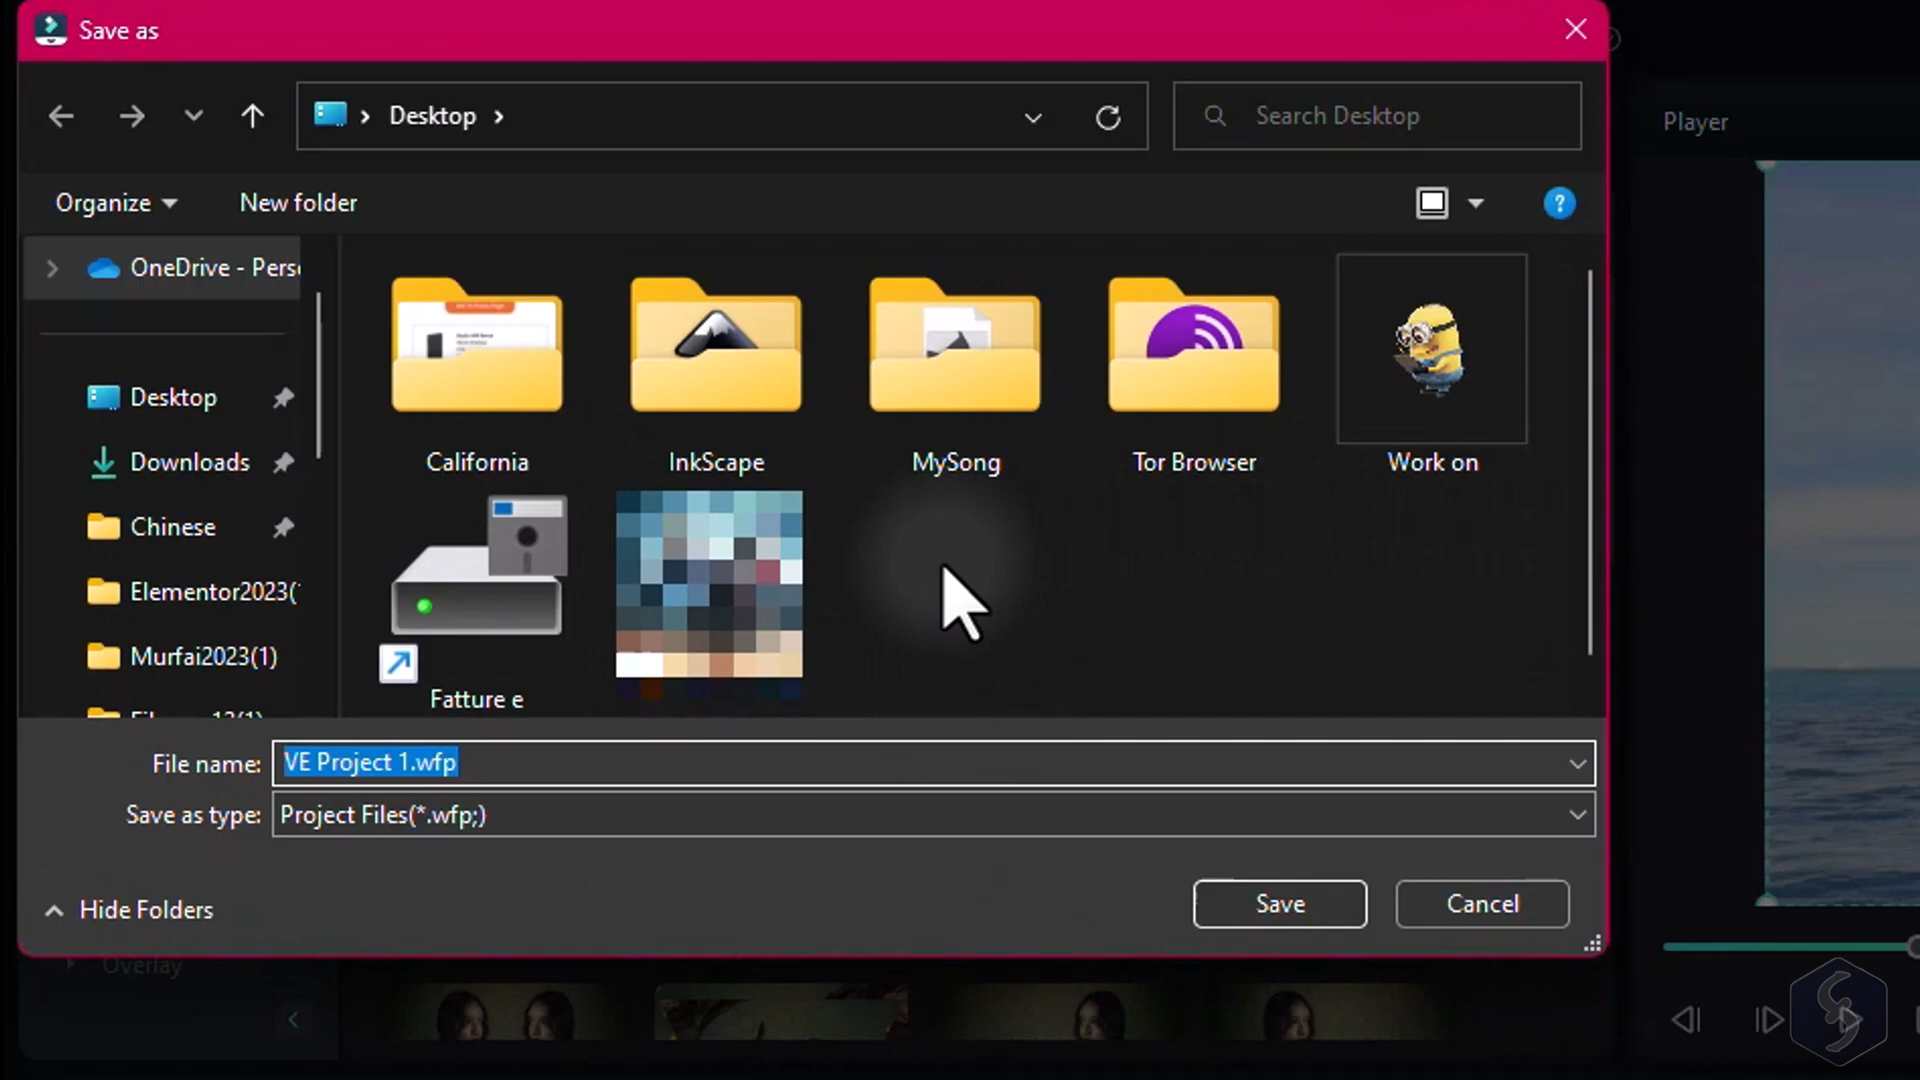 Save as
Desktop
Search Desktop
Player
Organize
New folder
OneDrive - Pers
Desktop
Downloads
Chinese
Elementor2023(
Murfai2023(1)
California
InkScape
MySong
Tor Browser
Work on
Fatture e
File name:
VE Project 1.wfp
Save as type:
Project Files(*.wfp;)
Hide Folders
Save
Cancel
Overlay